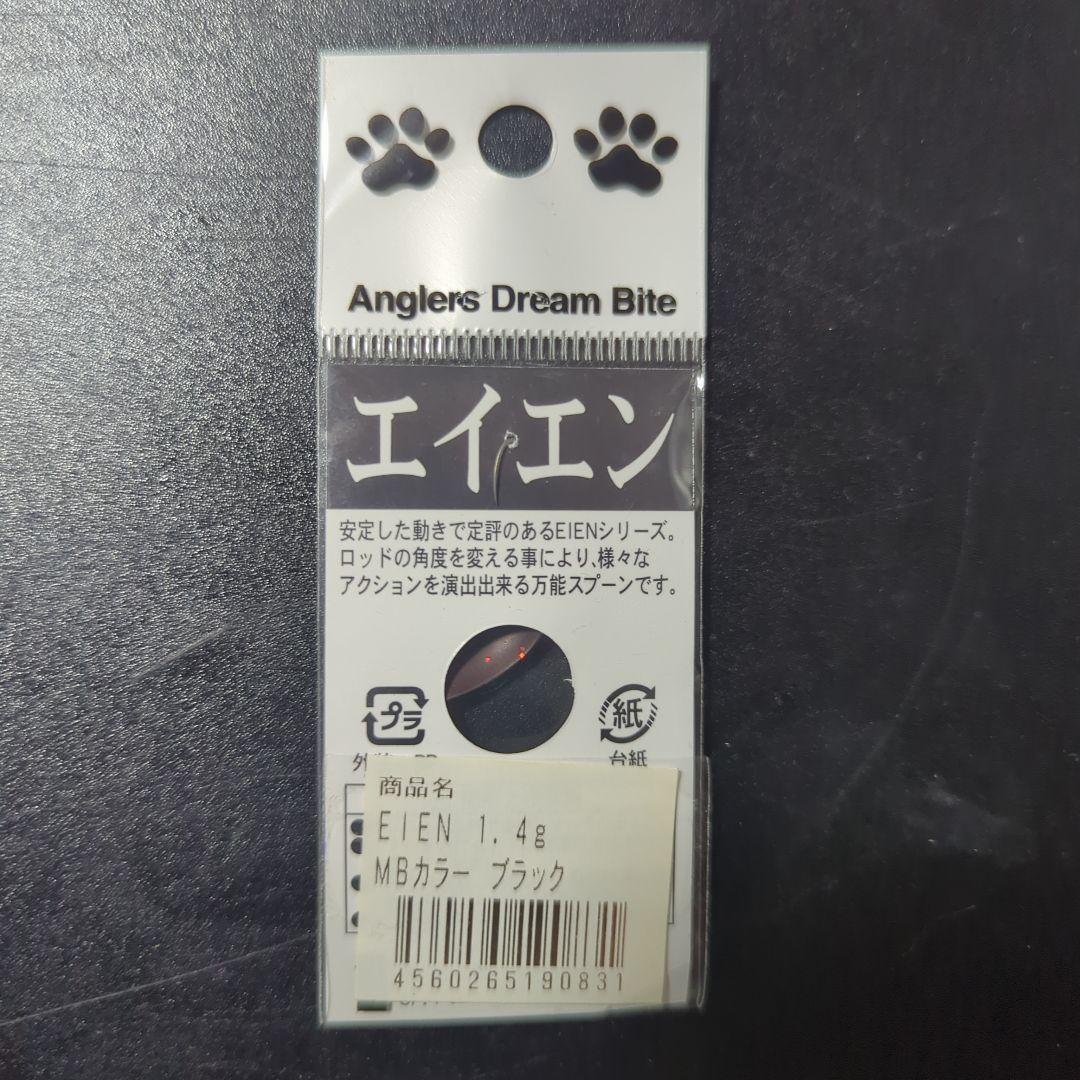 Anglers Dream Bite
エイエン
安定した動きで定評のあるEIENシリーズ。
ロッドの角度を変える事により、様々な
アクションを演出出来る万能スプーンです。
プラ
紙
台紙
商品名
EIEN 1.4g
MBカラー ブラック
4560265190831